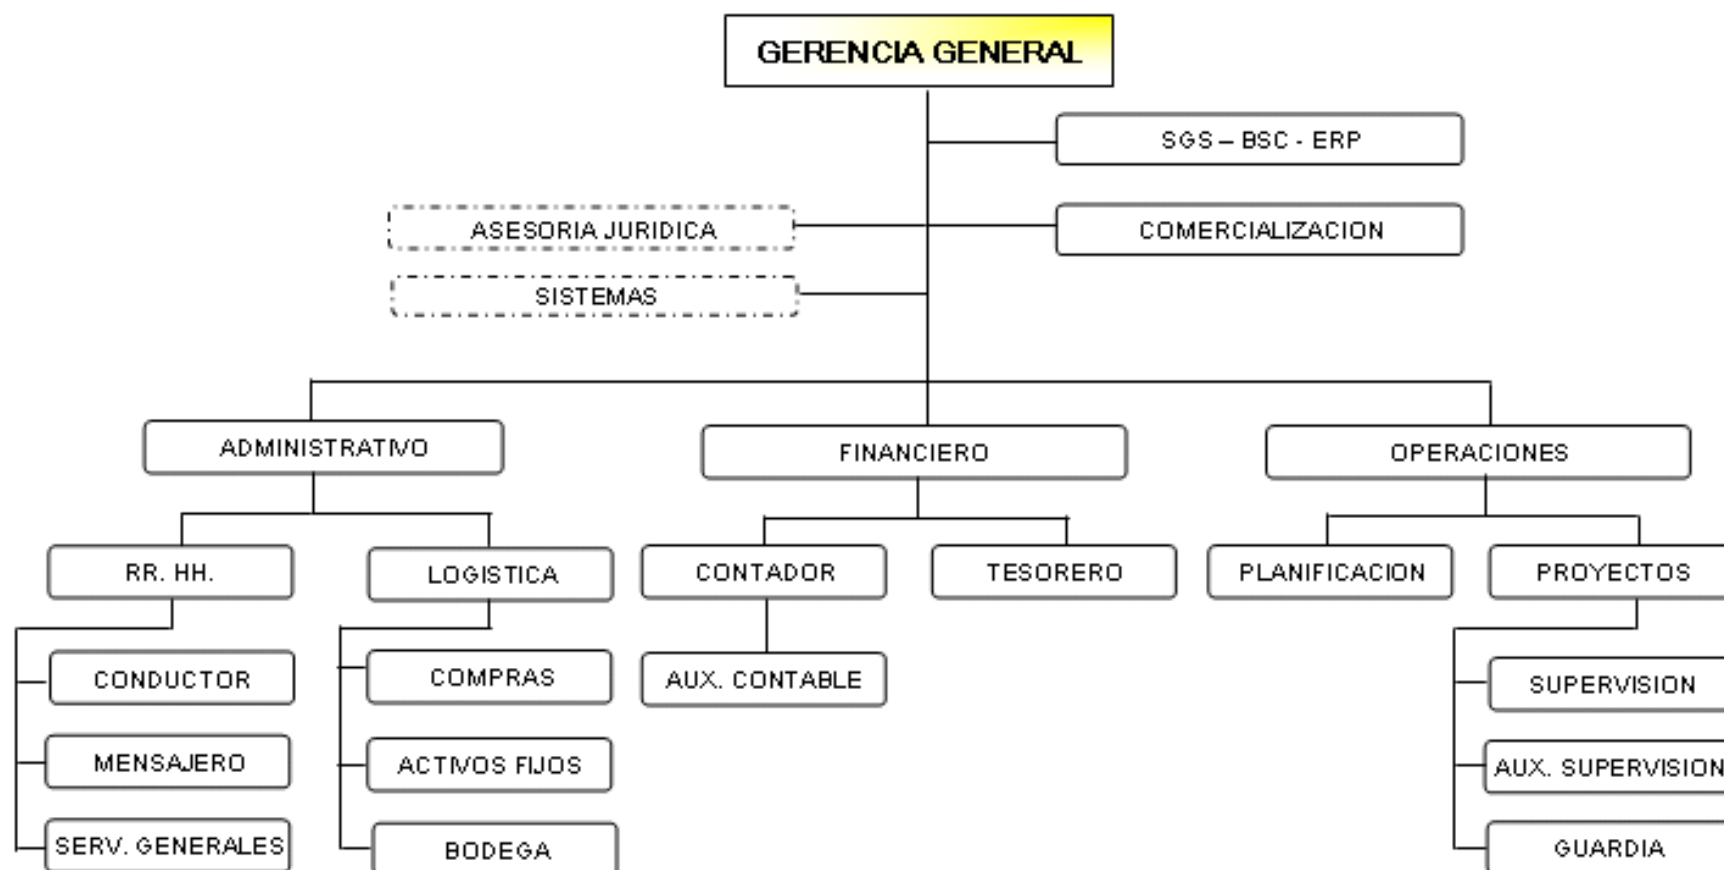 GERENCIA GENERAL
SGS – BSC - ERP
ASESORIA JURIDICA
COMERCIALIZACION
SISTEMAS
ADMINISTRATIVO
FINANCIERO
OPERACIONES
RR. HH.
LOGISTICA
CONTADOR
TESORERO
PLANIFICACION
PROYECTOS
CONDUCTOR
COMPRAS
AUX. CONTABLE
SUPERVISION
MENSAJERO
ACTIVOS FIJOS
AUX. SUPERVISION
SERV. GENERALES
BODEGA
GUARDIA